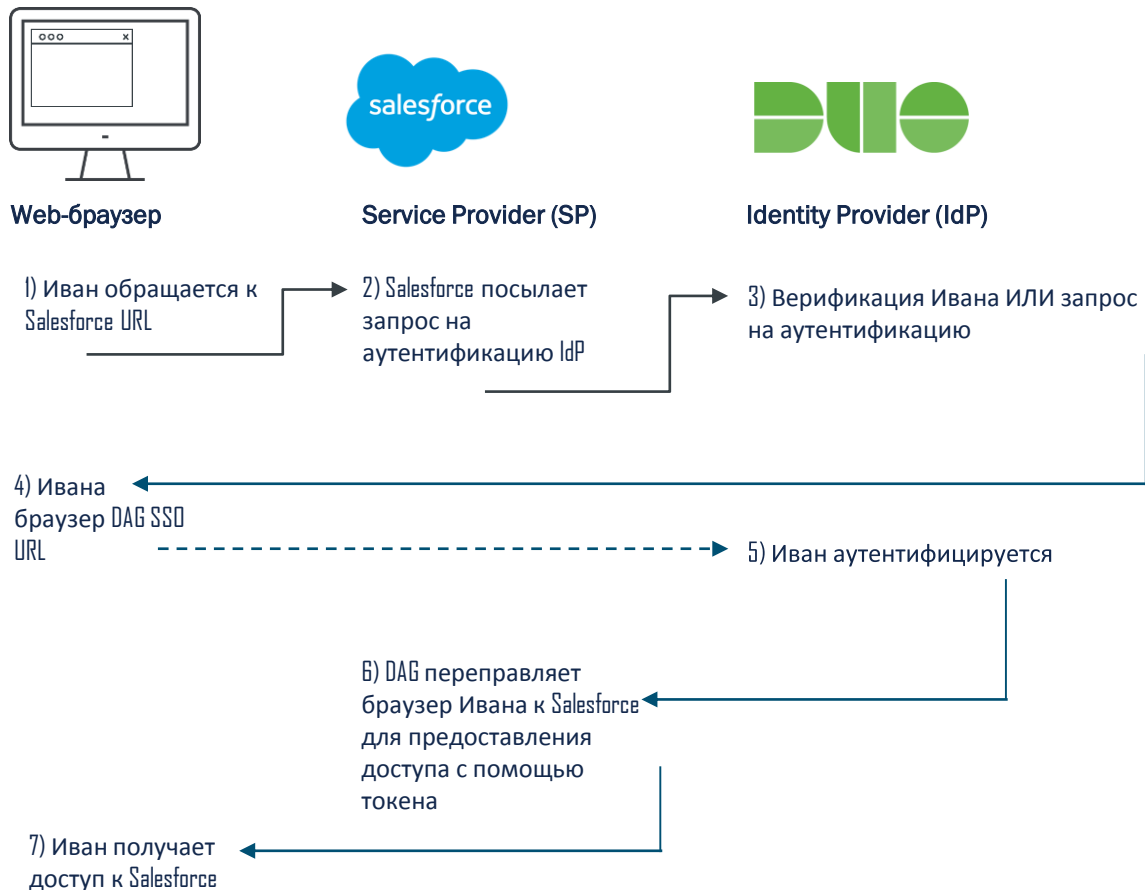 ooo x
salesforce
DUO
Web-браузер
Service Provider (SP)
Identity Provider (IdP)
1) Иван обращается к
Salesforce URL
2) Salesforce посылает
запрос на
аутентификацию IdP
3) Верификация Ивана ИЛИ запрос
на аутентификацию
4) Ивана
браузер DAG SSO
URL
5) Иван аутентифицируется
6) DAG переправляет
браузер Ивана к Salesforce
для предоставления
доступа с помощью
токена
7) Иван получает
доступ к Salesforce